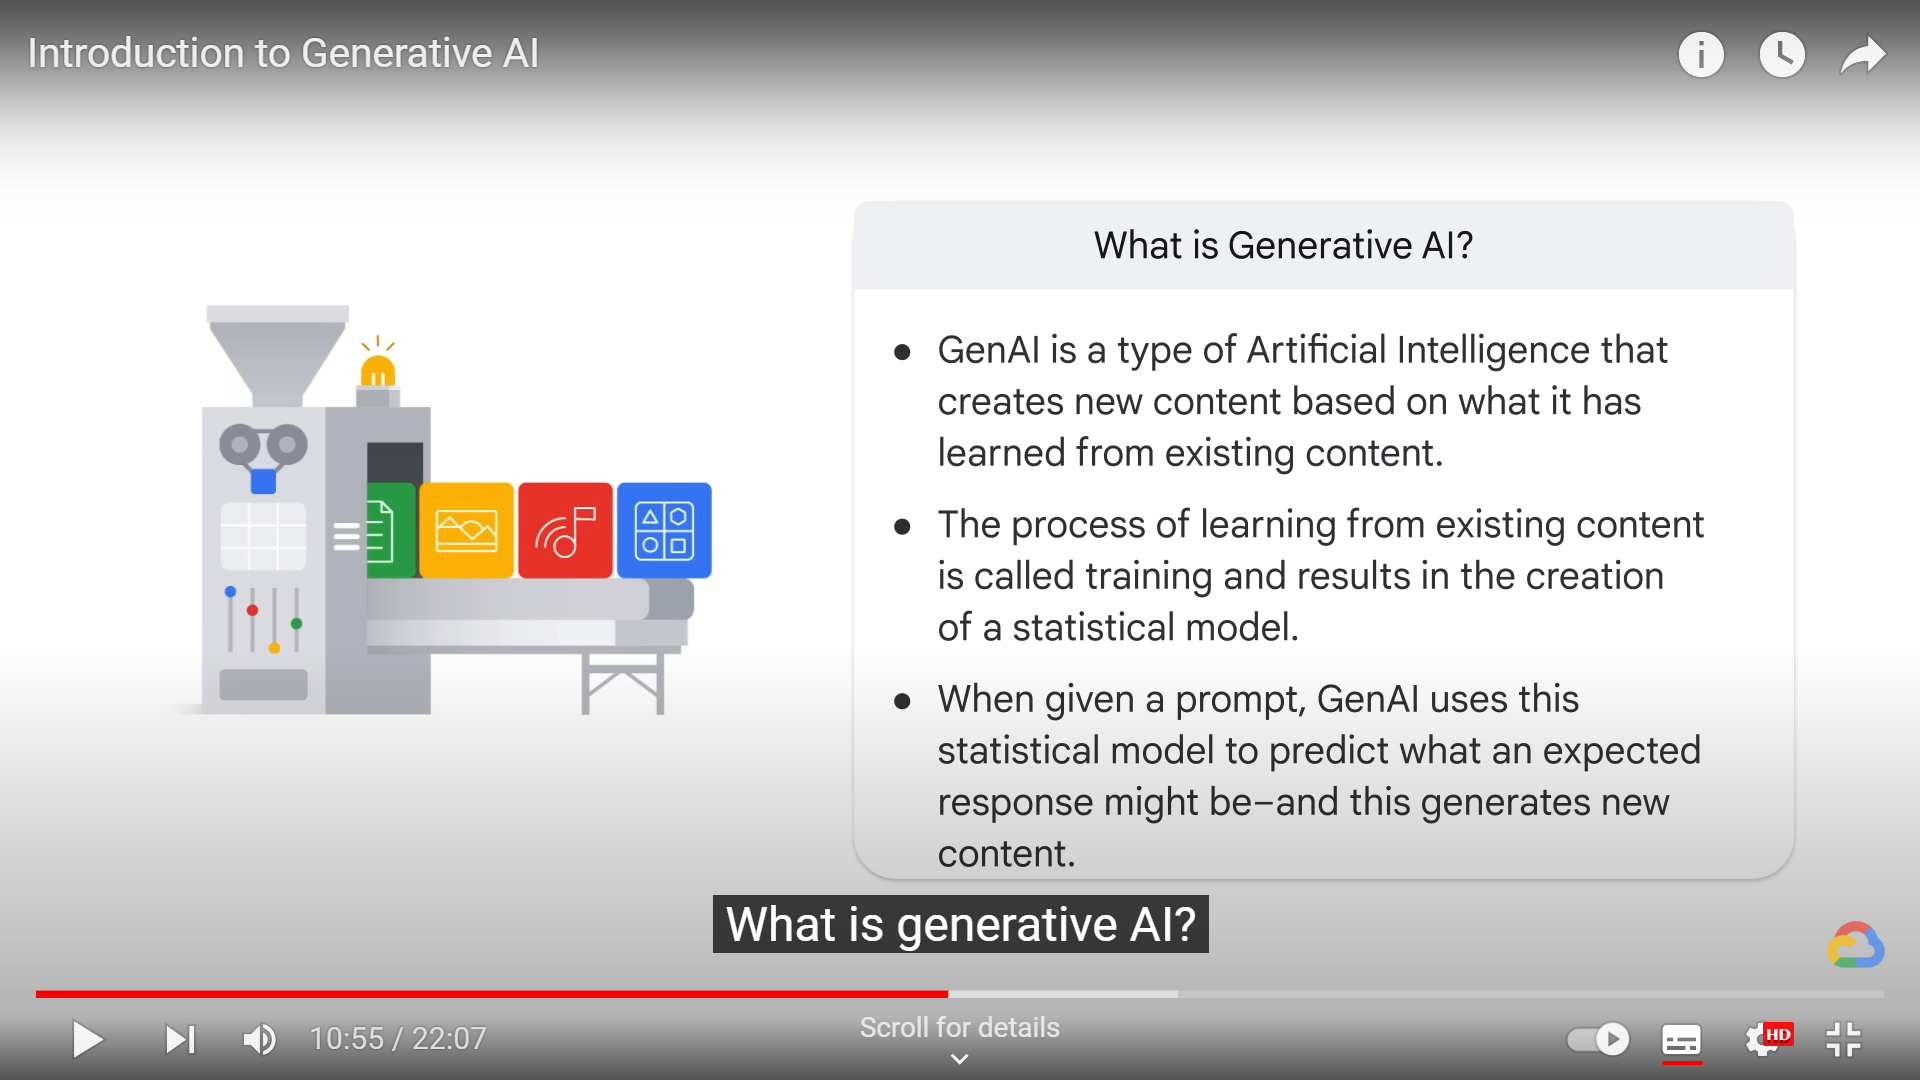 Introduction to Generative AI
What is Generative AI?
● GenAI is a type of Artificial Intelligence that
creates new content based on what it has
learned from existing content.
● The process of learning from existing content
is called training and results in the creation
of a statistical model.
● When given a prompt, GenAI uses this
statistical model to predict what an expected
response might be–and this generates new
content.
What is generative AI?
10:55 / 22:07
Scroll for details
HD